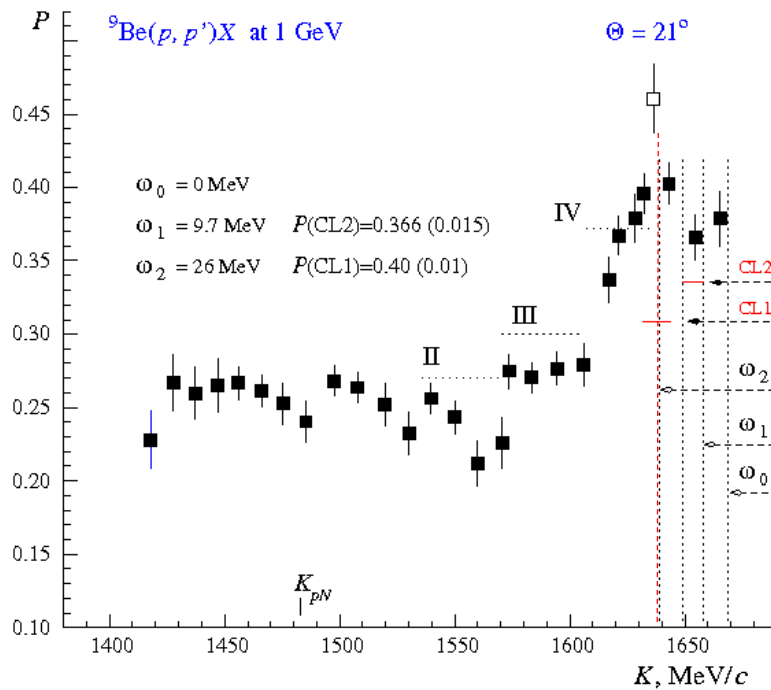 P
⁹Be(p, p')X at 1 GeV
Θ = 21°
0.45
0.40
0.35
0.30
0.25
0.20
0.15
0.10
ω₀ = 0 MeV
ω₁ = 9.7 MeV P(CL2)=0.366 (0.015)
ω₂ = 26 MeV P(CL1)=0.40 (0.01)
IV
III
II
CL2
CL1
ω₂
ω₁
ω₀
K_pN
1400 1450 1500 1550 1600 1650
K, MeV/c